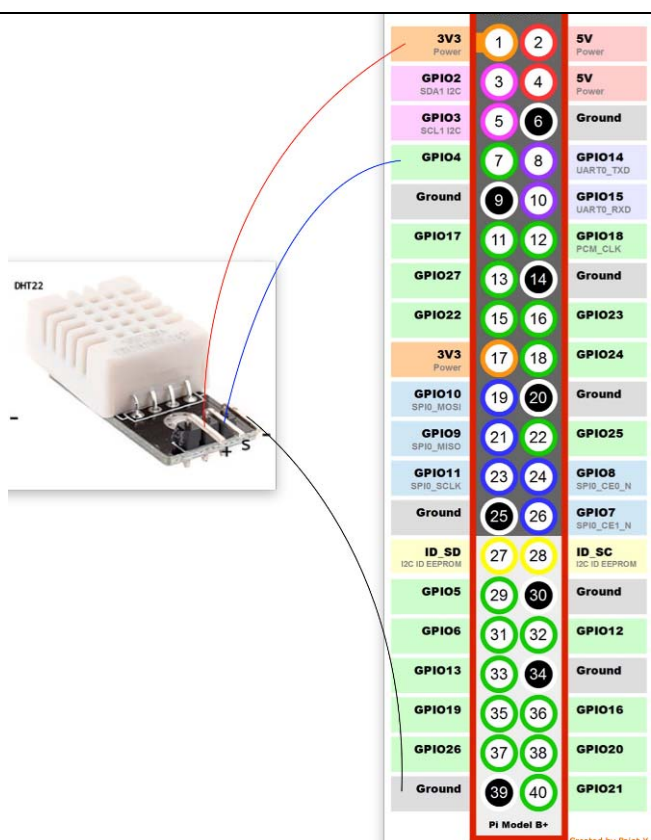 3V3
Power
1
2
5V
Power
GPIO2
SDA1 I2C
3
4
5V
Power
GPIO3
SCL1 I2C
5
6
Ground
GPIO4
7
8
GPIO14
UART0_TXD
Ground
9
10
GPIO15
UART0_RXD
GPIO17
11
12
GPIO18
PCM_CLK
GPIO27
13
14
Ground
GPIO22
15
16
GPIO23
3V3
Power
17
18
GPIO24
GPIO10
SPI0_MOSI
19
20
Ground
GPIO9
SPI0_MISO
21
22
GPIO25
GPIO11
SPI0_SCLK
23
24
GPIO8
SPI0_CE0_N
Ground
25
26
GPIO7
SPI0_CE1_N
ID_SD
I2C ID EEPROM
27
28
ID_SC
I2C ID EEPROM
GPIO5
29
30
Ground
GPIO6
31
32
GPIO12
GPIO13
33
34
Ground
GPIO19
35
36
GPIO16
GPIO26
37
38
GPIO20
Ground
39
40
GPIO21
Pi Model B+
DHT22
-
+ S -